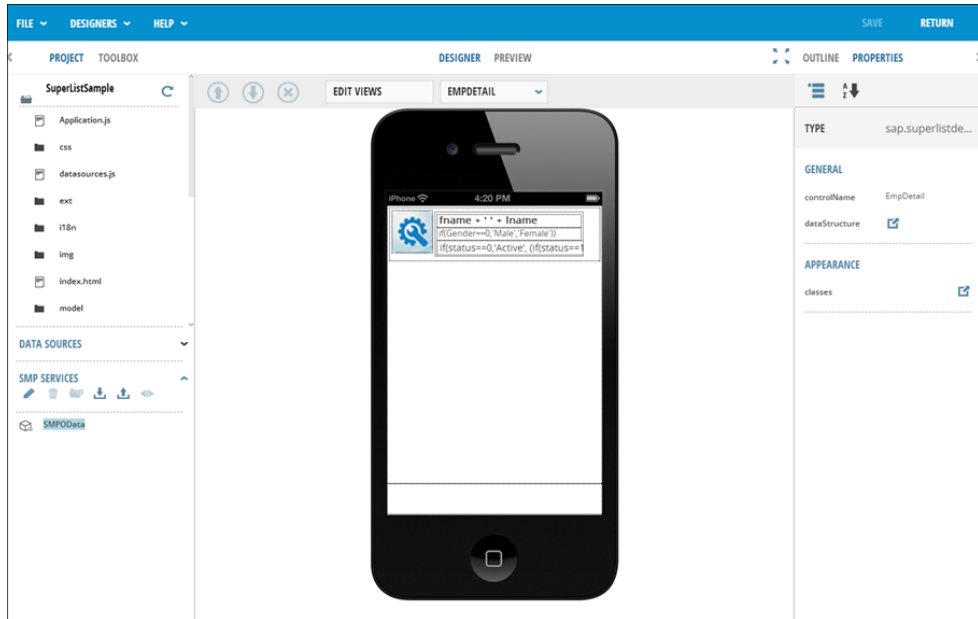 FILE DESIGNERS HELP SAVE RETURN
PROJECT TOOLBOX DESIGNER PREVIEW OUTLINE PROPERTIES
SuperListSample
EDIT VIEWS EMPDETAIL
Application.js
css
datasources.js
ext
i18n
img
index.html
model
DATA SOURCES
SMP SERVICES
SMPOData
iPhone 4:20 PM
fname + ' ' + lname
if(Gender==0,'Male','Female'))
if(status==0,'Active', (if(status==1
A
Z
TYPE sap.superlistde...
GENERAL
controlName EmpDetail
dataStructure
APPEARANCE
classes